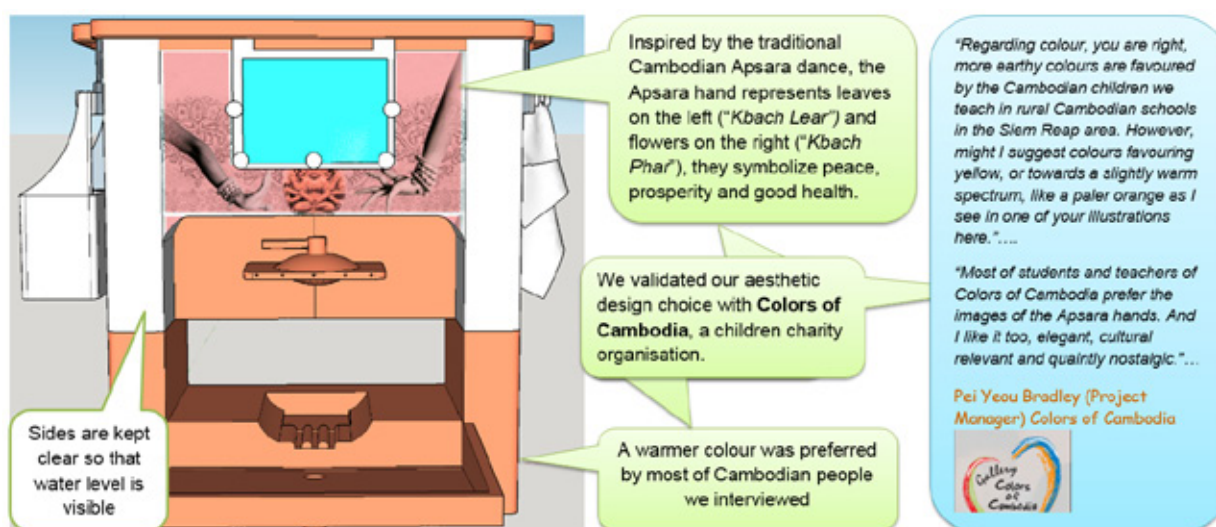 Inspired by the traditional
Cambodian Apsara dance, the
Apsara hand represents leaves
on the left (“Kbach Lear”) and
flowers on the right (“Kbach
Phar”), they symbolize peace,
prosperity and good health.
We validated our aesthetic
design choice with Colors of
Cambodia, a children charity
organisation.
Sides are kept
clear so that
water level is
visible
A warmer colour was preferred
by most of Cambodian people
we interviewed
“Regarding colour, you are right,
more earthy colours are favoured
by the Cambodian children we
teach in rural Cambodian schools
in the Siem Reap area. However,
might I suggest colours favouring
yellow, or towards a slightly warm
spectrum, like a paler orange as I
see in one of your illustrations
here.”....
“Most of students and teachers of
Colors of Cambodia prefer the
images of the Apsara hands. And
I like it too, elegant, cultural
relevant and quaintly nostalgic.”...
Pei Yeou Bradley (Project
Manager) Colors of Cambodia
Gallery
Colors
of
Cambodia